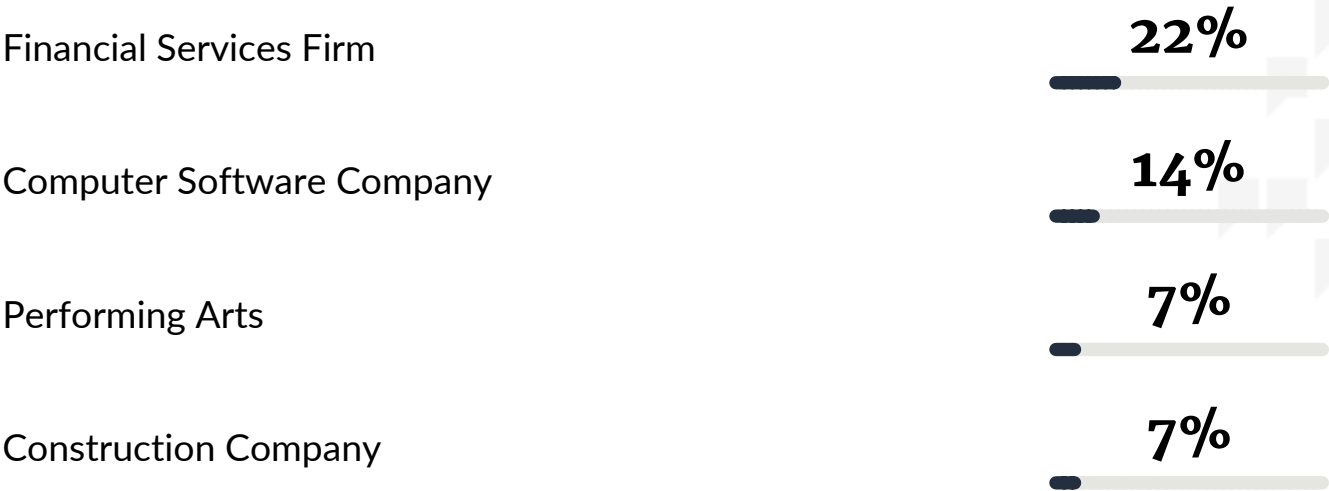 Financial Services Firm
22%
Computer Software Company
14%
Performing Arts
7%
Construction Company
7%